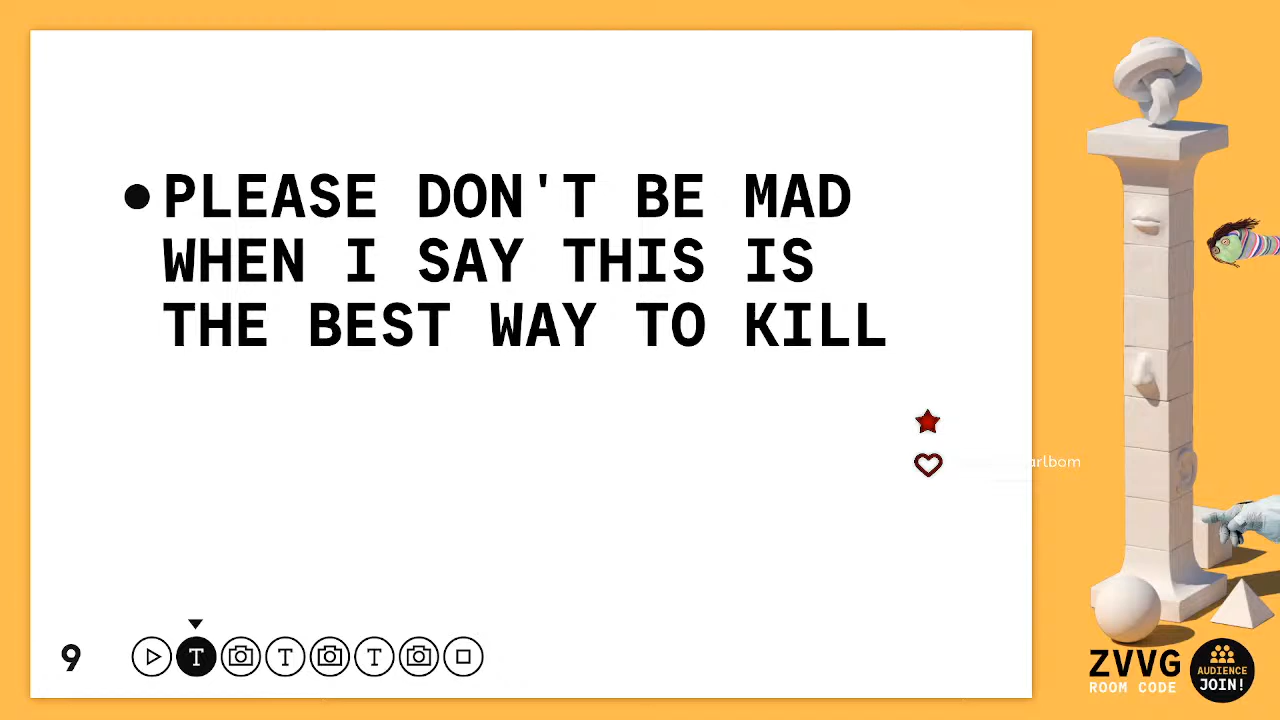 PLEASE DON'T BE MAD
WHEN I SAY THIS IS
THE BEST WAY TO KILL
arlbom
9
T
T
T
ZVVG
ROOM CODE
AUDIENCE
JOIN!